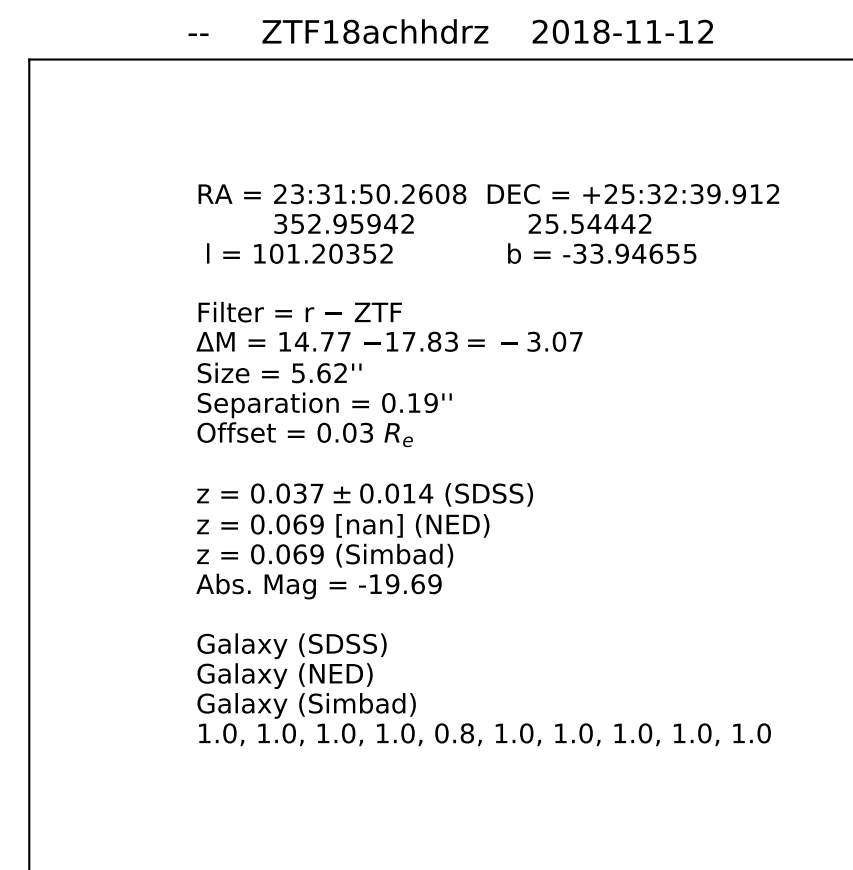 -- ZTF18achhdrz 2018-11-12
RA = 23:31:50.2608 DEC = +25:32:39.912
352.95942 25.54442
l = 101.20352 b = -33.94655
Filter = r − ZTF
ΔM = 14.77 −17.83 = − 3.07
Size = 5.62''
Separation = 0.19''
Offset = 0.03 Re
z = 0.037 ± 0.014 (SDSS)
z = 0.069 [nan] (NED)
z = 0.069 (Simbad)
Abs. Mag = -19.69
Galaxy (SDSS)
Galaxy (NED)
Galaxy (Simbad)
1.0, 1.0, 1.0, 1.0, 0.8, 1.0, 1.0, 1.0, 1.0, 1.0